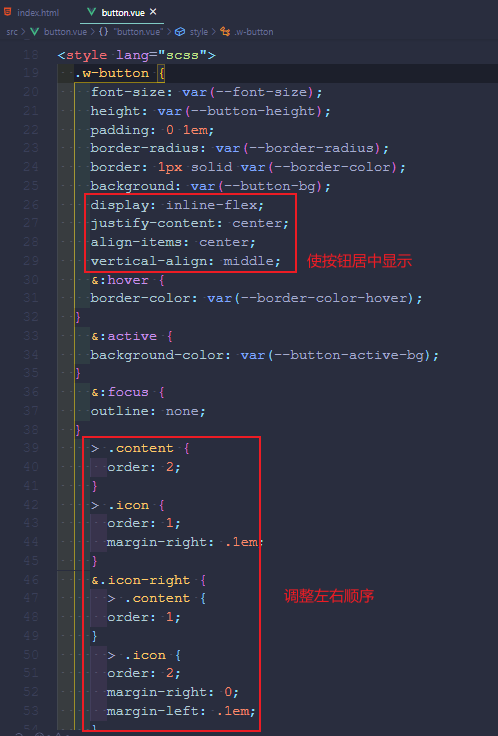 index.html button.vue ×
src > button.vue > {} "button.vue" > style > .w-button
18 <style lang="scss">
19 .w-button {
20 font-size: var(--font-size);
21 height: var(--button-height);
22 padding: 0 1em;
23 border-radius: var(--border-radius);
24 border: 1px solid var(--border-color);
25 background: var(--button-bg);
26 display: inline-flex;
27 justify-content: center;
28 align-items: center;
29 vertical-align: middle;
使按钮居中显示
30 &:hover {
31 border-color: var(--border-color-hover);
32 }
33 &:active {
34 background-color: var(--button-active-bg);
35 }
36 &:focus {
37 outline: none;
38 }
39 > .content {
40 order: 2;
41 }
42 > .icon {
43 order: 1;
44 margin-right: .1em;
45 }
46 &.icon-right {
47 > .content {
48 order: 1;
调整左右顺序
49 }
50 > .icon {
51 order: 2;
52 margin-right: 0;
53 margin-left: .1em;
54 }